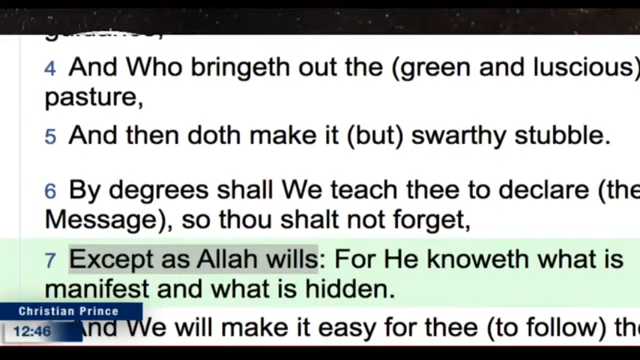 guidance,
4 And Who bringeth out the (green and luscious)
pasture,
5 And then doth make it (but) swarthy stubble.
6 By degrees shall We teach thee to declare (the
Message), so thou shalt not forget,
7 Except as Allah wills: For He knoweth what is
manifest and what is hidden.
Christian Prince
12:46
And We will make it easy for thee (to follow) the